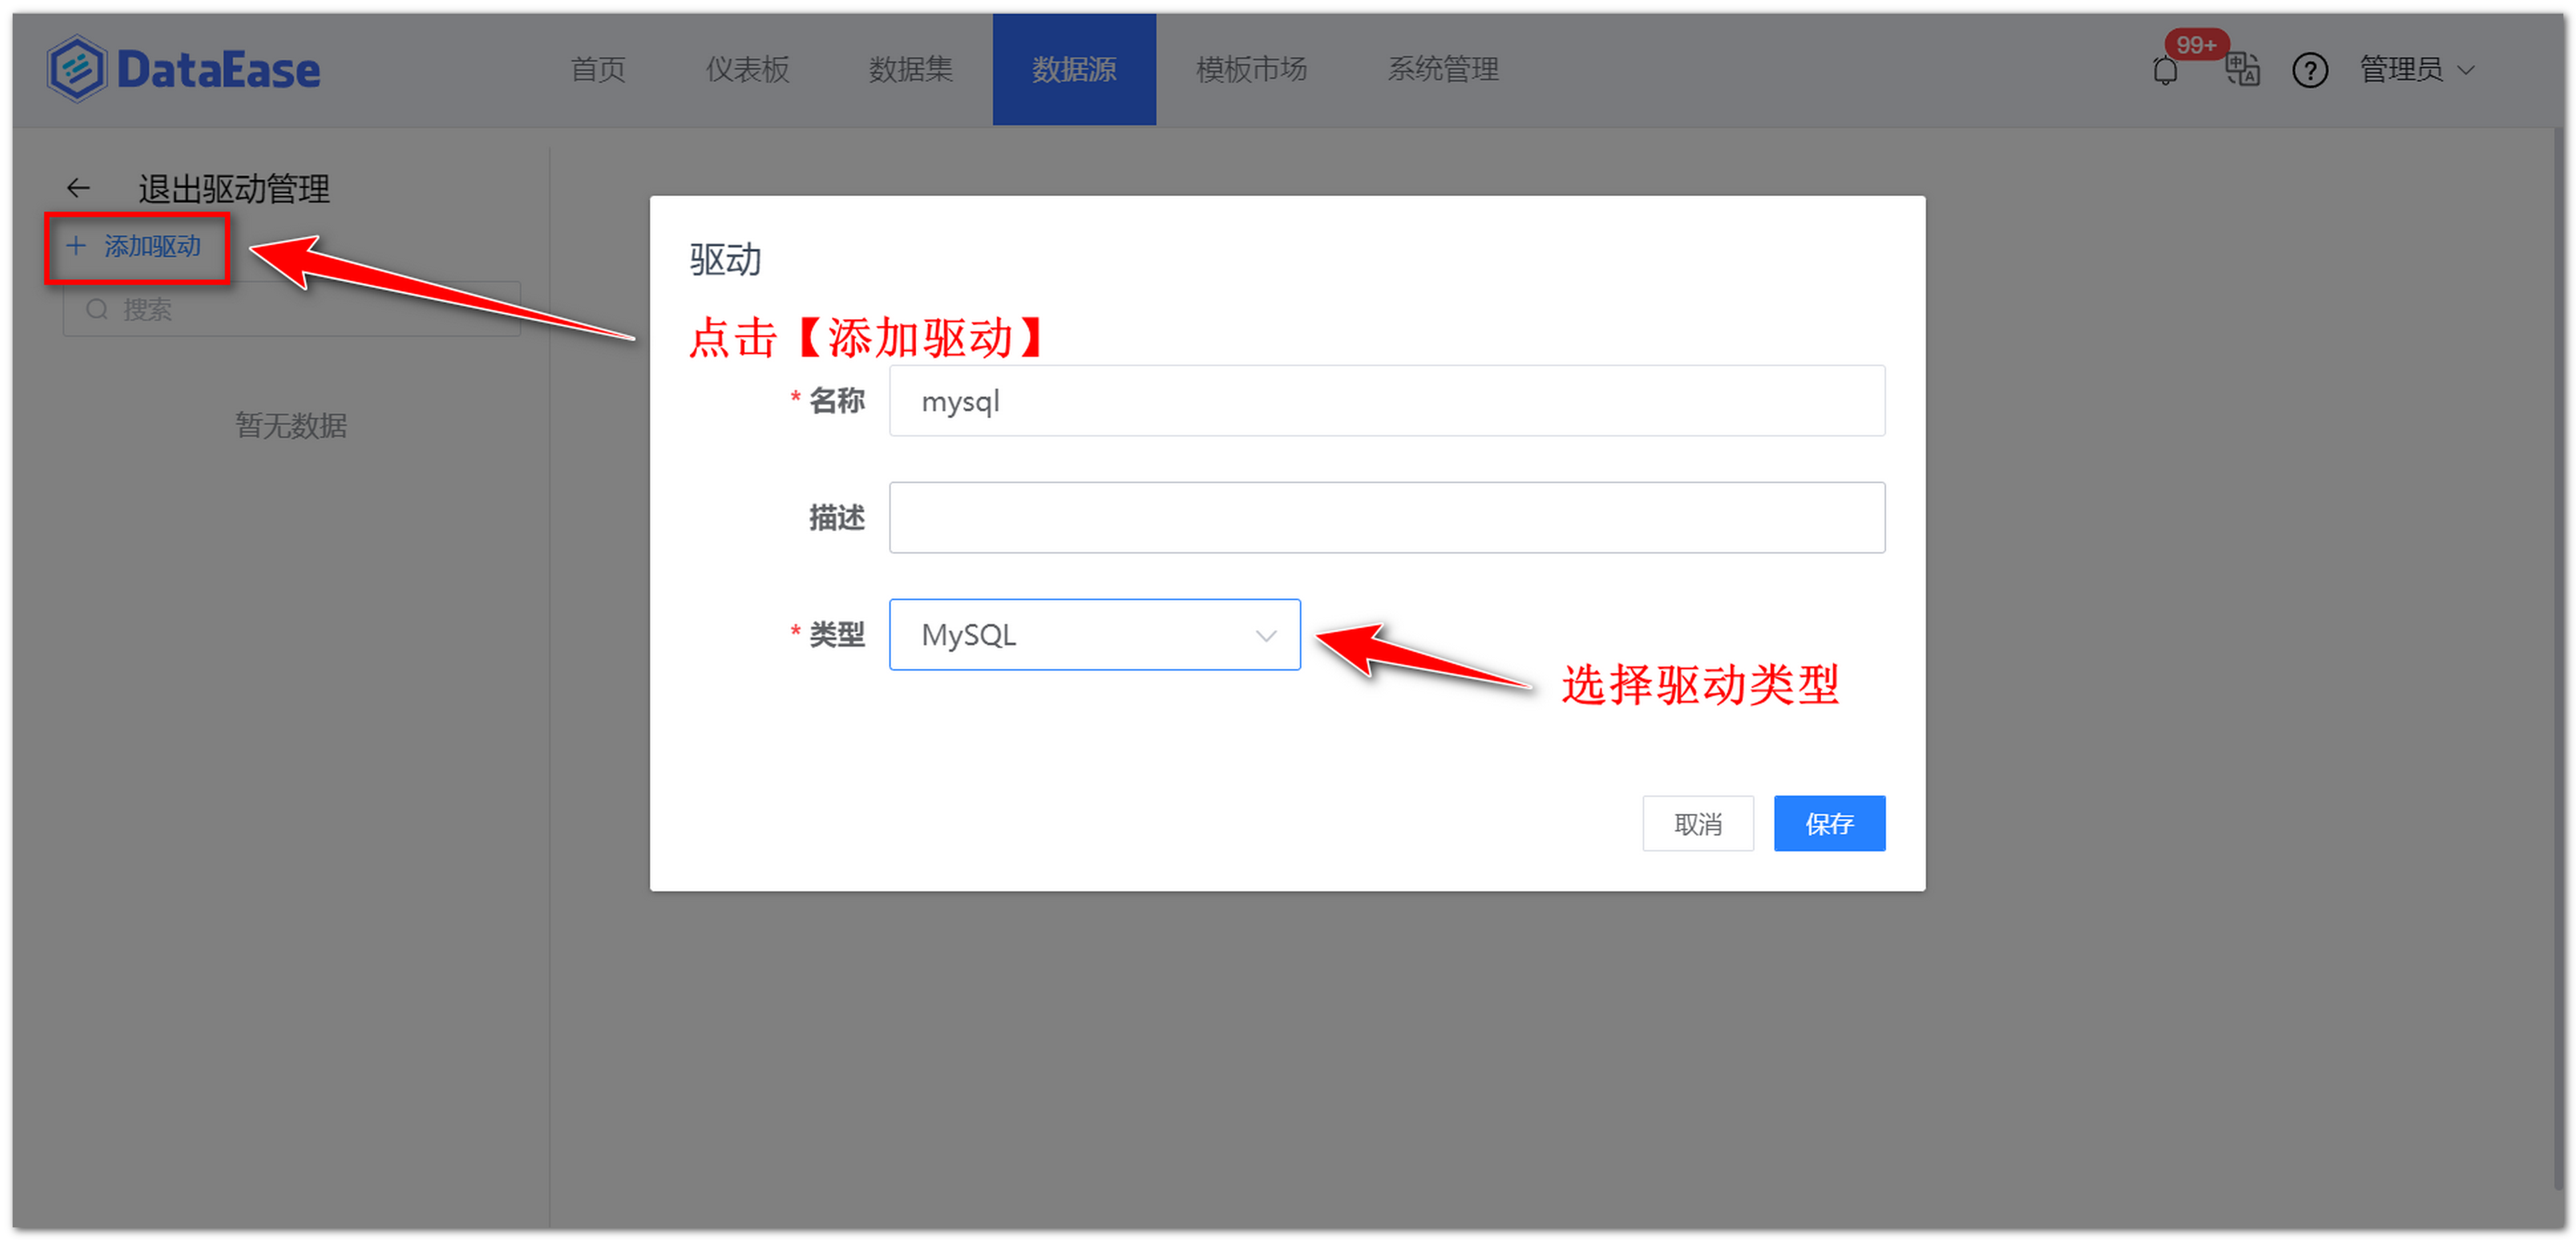 DataEase
首页 仪表板 数据集 数据源 模板市场 系统管理
99+
中 A
?
管理员
退出驱动管理
添加驱动
搜索
暂无数据
驱动
点击【添加驱动】
* 名称 mysql
描述
* 类型 MySQL
选择驱动类型
取消 保存